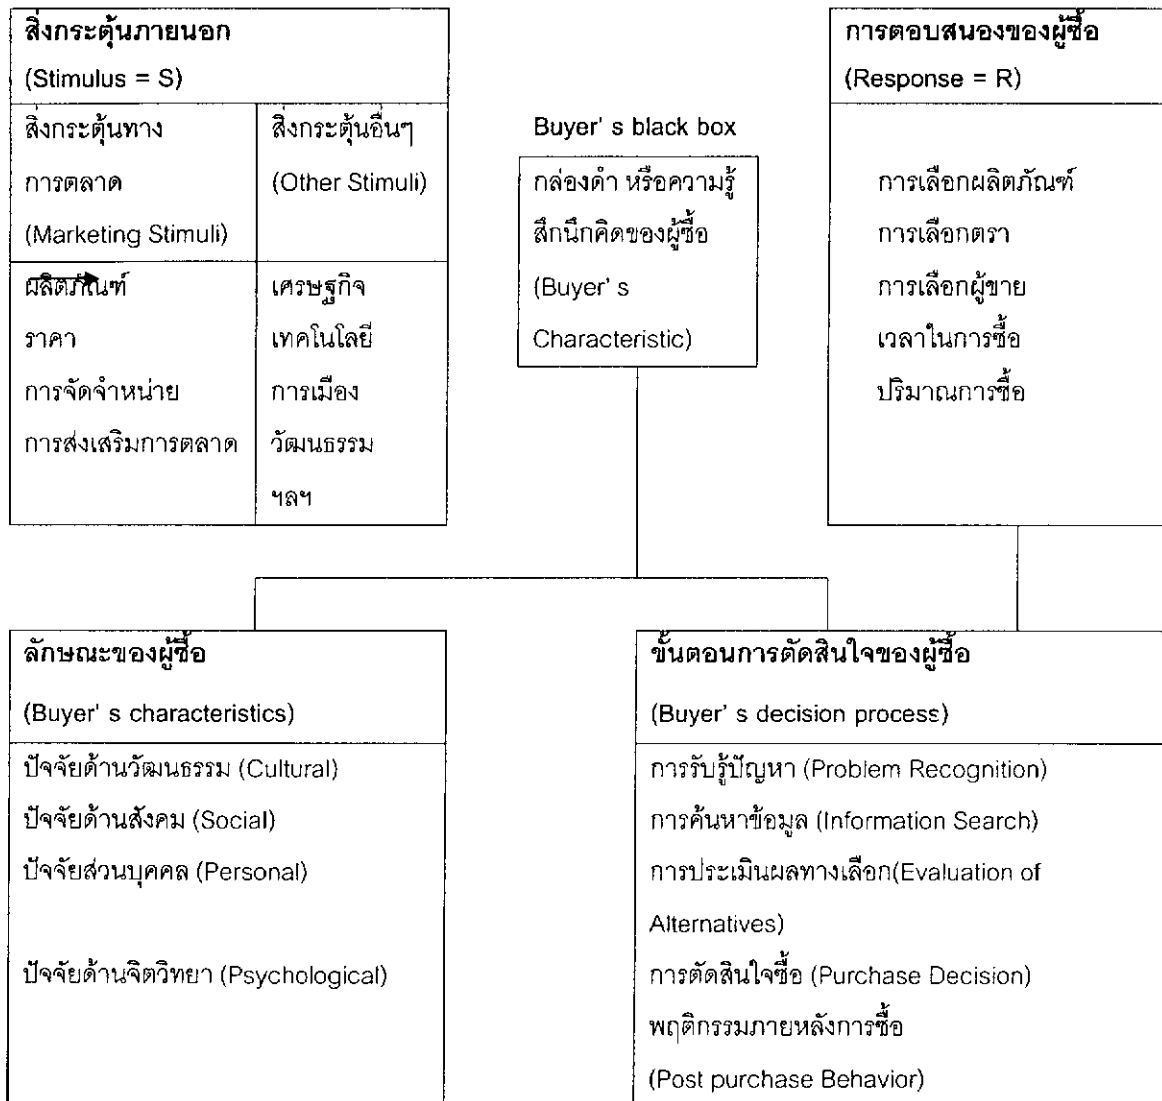 สิ่งกระตุ้นภายนอก
(Stimulus = S)
สิ่งกระตุ้นทาง
การตลาด
(Marketing Stimuli)
สิ่งกระตุ้นอื่นๆ
(Other Stimuli)
ผลิตภัณฑ์
ราคา
การจัดจำหน่าย
การส่งเสริมการตลาด
เศรษฐกิจ
เทคโนโลยี
การเมือง
วัฒนธรรม
ฯลฯ
Buyer' s black box
กล่องดำ หรือความรู้
สึกนึกคิดของผู้ซื้อ
(Buyer' s
Characteristic)
การตอบสนองของผู้ซื้อ
(Response = R)
การเลือกผลิตภัณฑ์
การเลือกตรา
การเลือกผู้ขาย
เวลาในการซื้อ
ปริมาณการซื้อ
ลักษณะของผู้ซื้อ
(Buyer' s characteristics)
ปัจจัยด้านวัฒนธรรม (Cultural)
ปัจจัยด้านสังคม (Social)
ปัจจัยส่วนบุคคล (Personal)
ปัจจัยด้านจิตวิทยา (Psychological)
ขั้นตอนการตัดสินใจของผู้ซื้อ
(Buyer' s decision process)
การรับรู้ปัญหา (Problem Recognition)
การค้นหาข้อมูล (Information Search)
การประเมินผลทางเลือก(Evaluation of
Alternatives)
การตัดสินใจซื้อ (Purchase Decision)
พฤติกรรมภายหลังการซื้อ
(Post purchase Behavior)